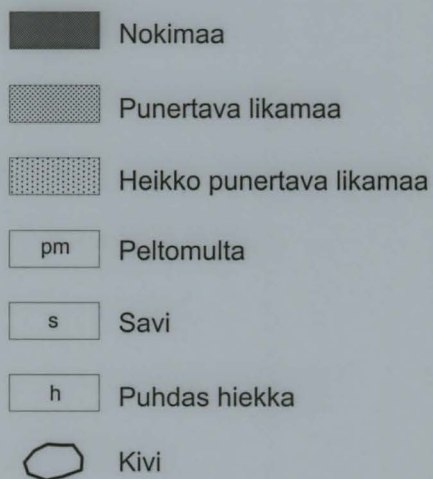 Nokimaa
Punertava likamaa
Heikko punertava likamaa
pm Peltomulta
s Savi
h Puhdas hiekka
Kivi